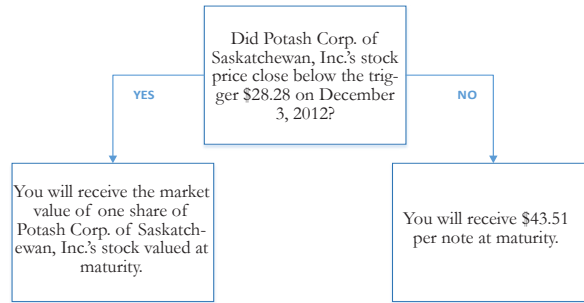 Did Potash Corp. of
Saskatchewan, Inc.'s stock
price close below the trig-
ger $28.28 on December
3, 2012?
YES
NO
You will receive the market
value of one share of
Potash Corp. of Saskatch-
ewan, Inc.'s stock valued at
maturity.
You will receive $43.51
per note at maturity.